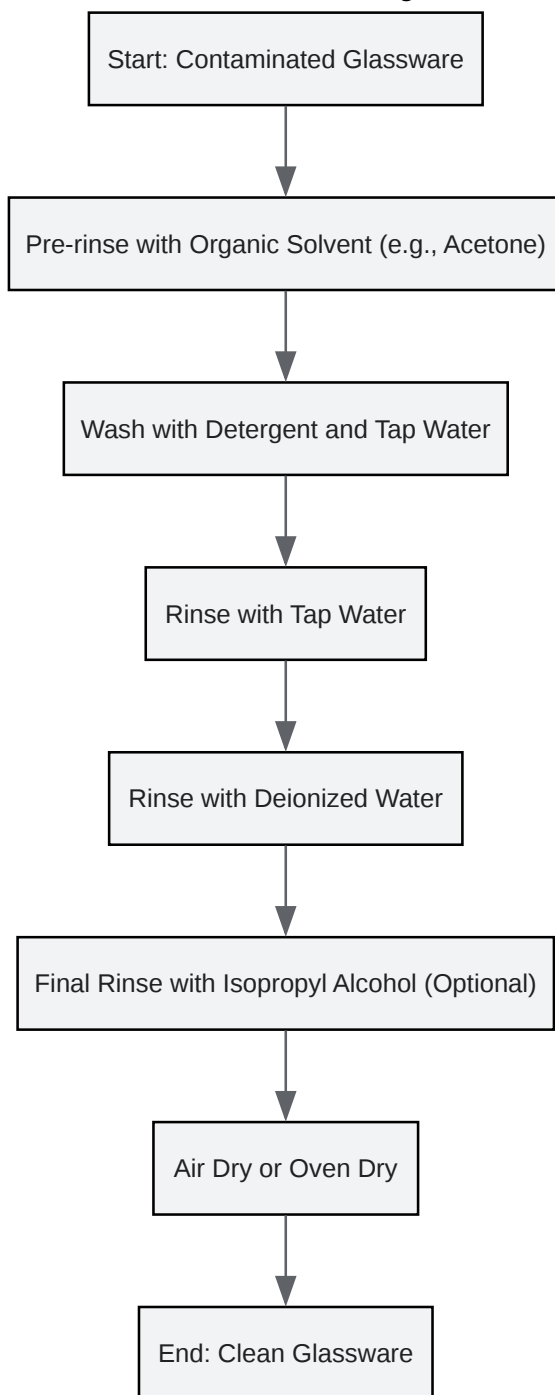 Start: Contaminated Glassware
Pre-rinse with Organic Solvent (e.g., Acetone)
Wash with Detergent and Tap Water
Rinse with Tap Water
Rinse with Deionized Water
Final Rinse with Isopropyl Alcohol (Optional)
Air Dry or Oven Dry
End: Clean Glassware